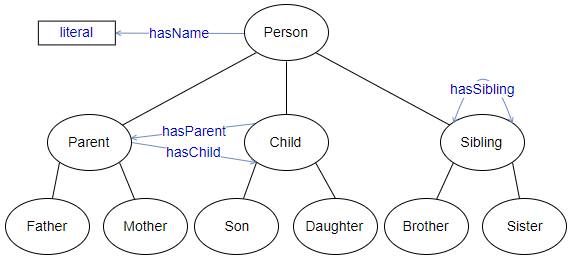 literal
hasName
Person
hasSibling
Parent
hasParent
hasChild
Child
Sibling
Father
Mother
Son
Daughter
Brother
Sister